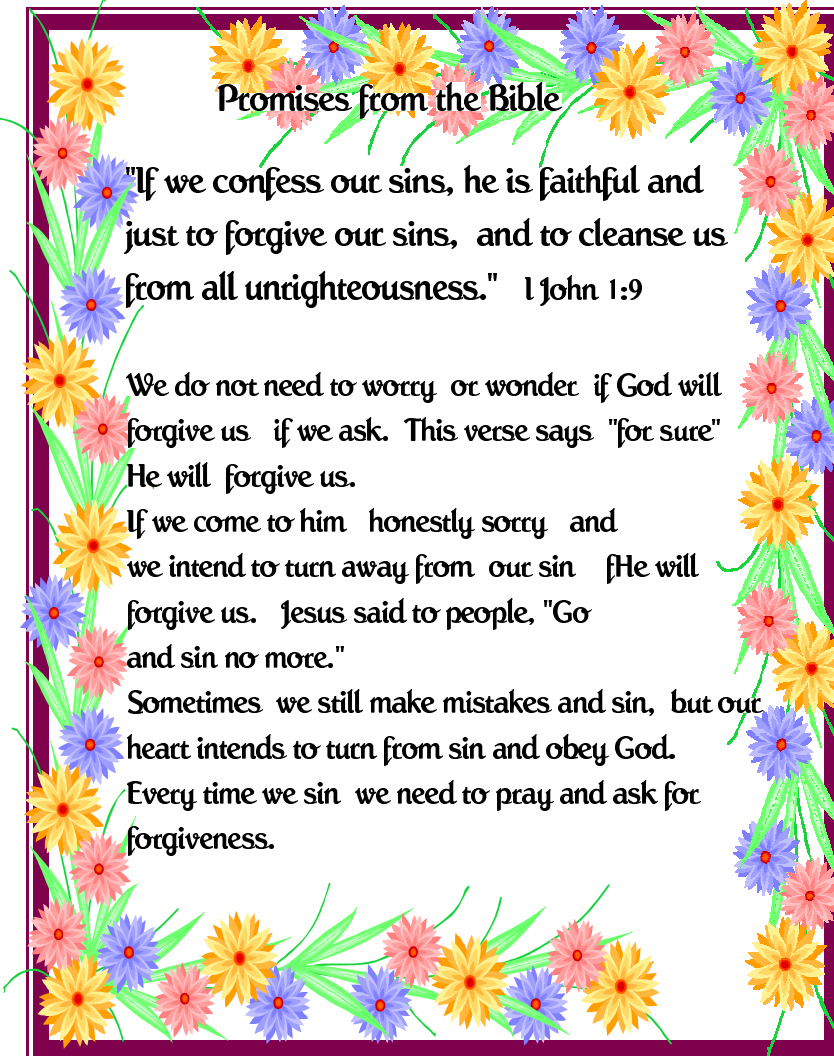 Promises from the Bible
"If we confess our sins, he is faithful and
just to forgive our sins, and to cleanse us
from all unrighteousness." I John 1:9
We do not need to worry or wonder if God will
forgive us if we ask. This verse says "for sure"
He will forgive us.
If we come to him honestly sorry and
we intend to turn away from our sin fHe will
forgive us. Jesus said to people, "Go
and sin no more."
Sometimes we still make mistakes and sin, but our
heart intends to turn from sin and obey God.
Every time we sin we need to pray and ask for
forgiveness.